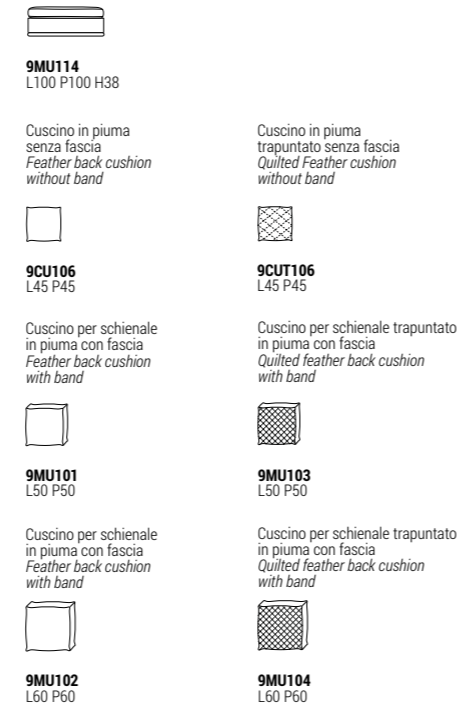 9MU114
L100 P100 H38
Cuscino in piuma
senza fascia
Feather back cushion
without band
9CU106
L45 P45
Cuscino in piuma
trapuntato senza fascia
Quilted Feather cushion
without band
9CUT106
L45 P45
Cuscino per schienale
in piuma con fascia
Feather back cushion
with band
9MU101
L50 P50
Cuscino per schienale trapuntato
in piuma con fascia
Quilted feather back cushion
with band
9MU103
L50 P50
Cuscino per schienale
in piuma con fascia
Feather back cushion
with band
9MU102
L60 P60
Cuscino per schienale trapuntato
in piuma con fascia
Quilted feather back cushion
with band
9MU104
L60 P60